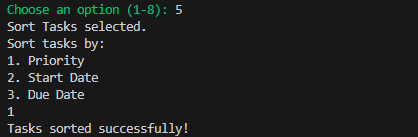 Choose an option (1-8): 5
Sort Tasks selected.
Sort tasks by:
1. Priority
2. Start Date
3. Due Date
1
Tasks sorted successfully!